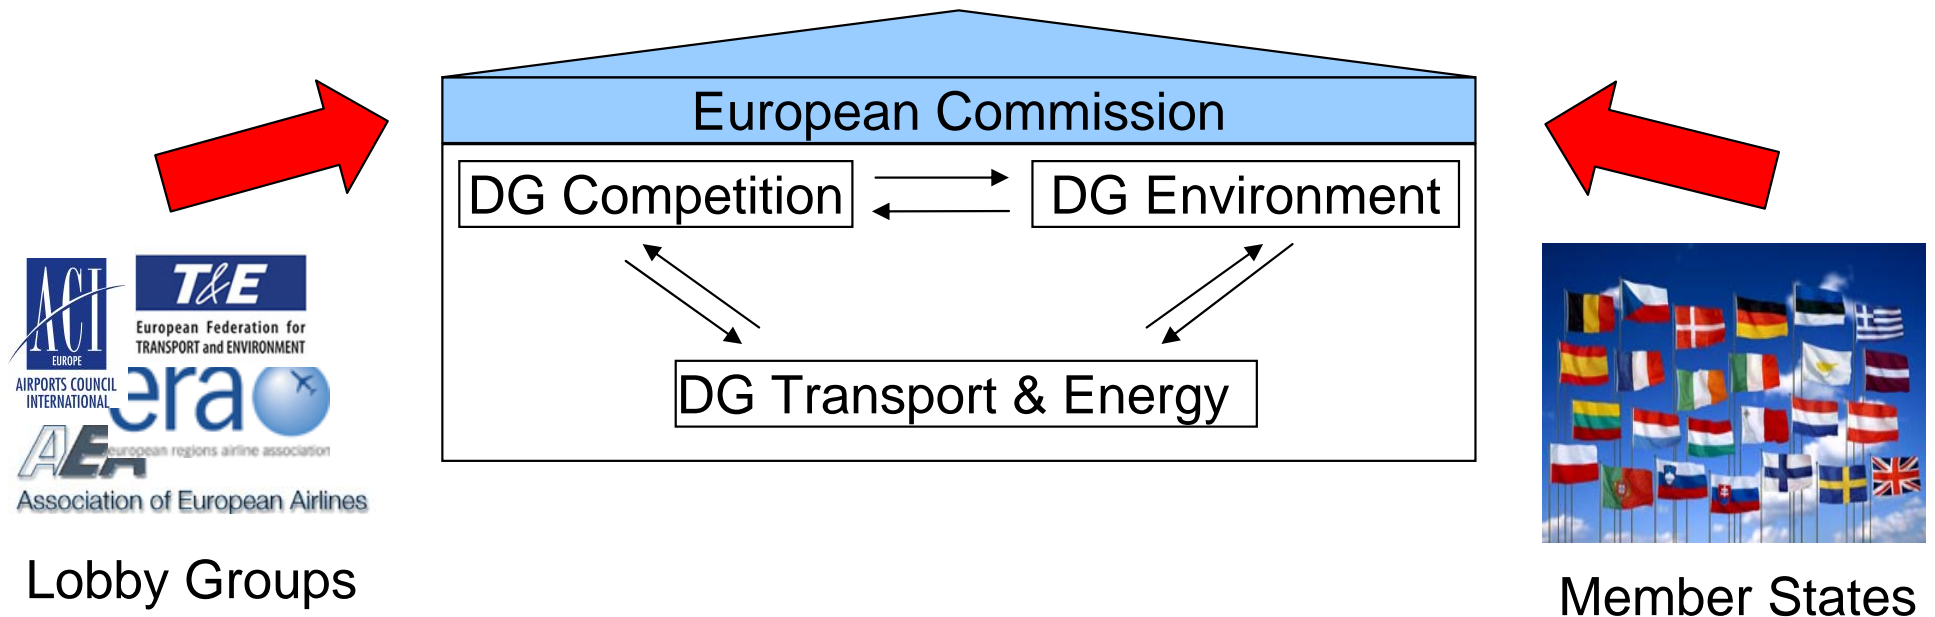 European Commission
DG Competition
DG Environment
DG Transport & Energy
ACI
EUROPE
AIRPORTS COUNCIL
INTERNATIONAL
T&E
European Federation for
TRANSPORT and ENVIRONMENT
era
european regions airline association
AEA
Association of European Airlines
Lobby Groups
Member States